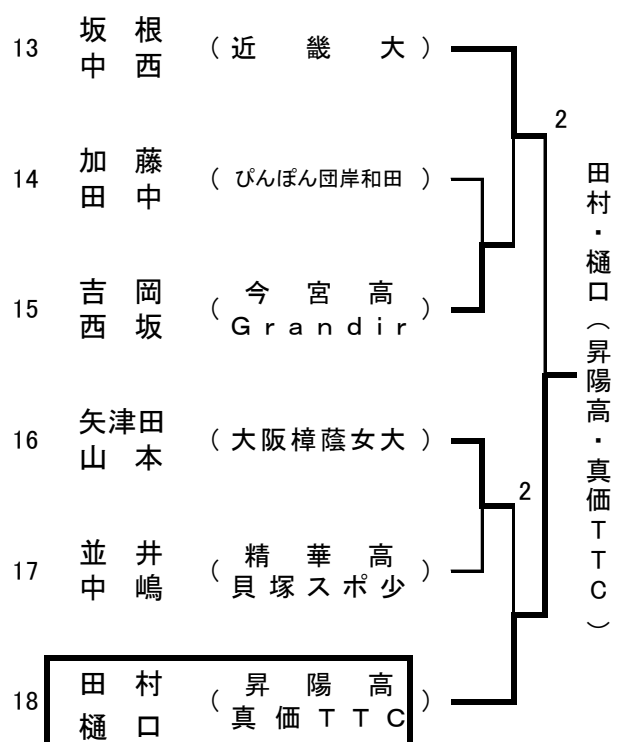 13 坂根 中西 (近畿大)
2
14 加藤 田中 (ぴんぽん団岸和田)
15 吉岡 西坂 (今宮高 Grandir)
16 矢津田 山本 (大阪樟蔭女大)
2
17 並井 中嶋 (精華高 貝塚スポ少)
18 田村 樋口 (昇陽高 真価TTC)
田村・樋口(昇陽高・真価TTC)